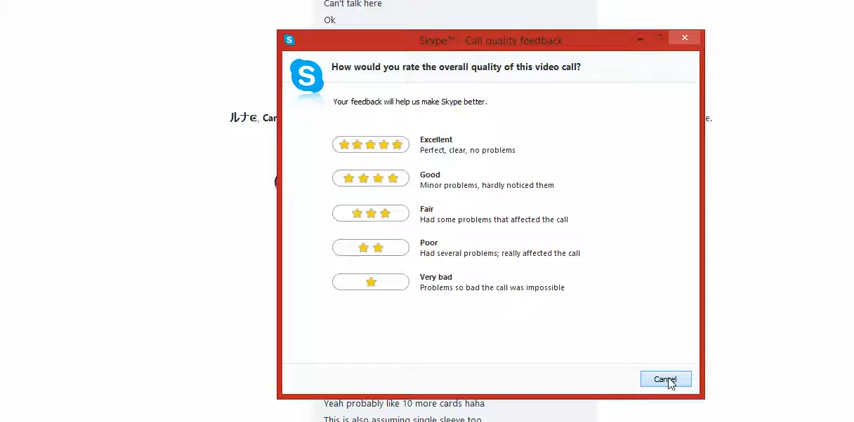 Can't talk here
Ok
Skype™ - Call quality feedback
How would you rate the overall quality of this video call?
Your feedback will help us make Skype better.
ルナ∈, Car
e.
Excellent
Perfect, clear, no problems
Good
Minor problems, hardly noticed them
Fair
Had some problems that affected the call
Poor
Had several problems; really affected the call
Very bad
Problems so bad the call was impossible
Cancel
Yeah probably like 10 more cards haha
This is also assuming single sleeve too